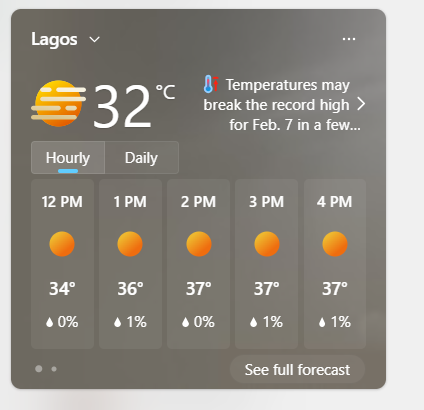 Lagos
32 °C
Temperatures may
break the record high
for Feb. 7 in a few...
Hourly Daily
12 PM 1 PM 2 PM 3 PM 4 PM
34° 36° 37° 37° 37°
0% 1% 0% 1% 1%
See full forecast